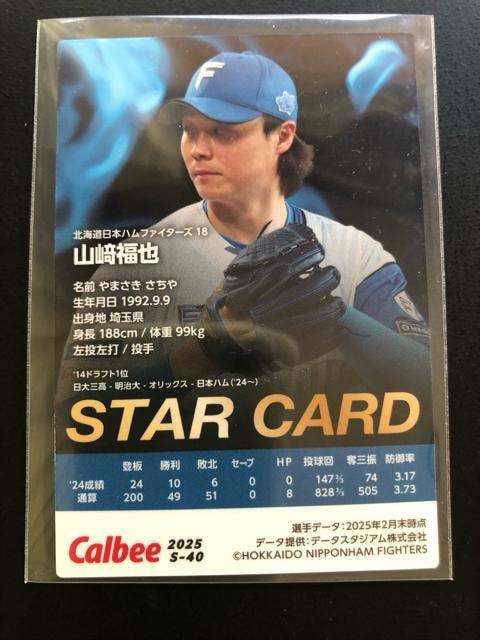 F
北海道日本ハムファイターズ 18
山﨑福也
名前 やまさき さちや
生年月日 1992.9.9
出身地 埼玉県
身長 188cm / 体重 99kg
左投左打 / 投手
'14ドラフト1位
日大三高 - 明治大 - オリックス - 日本ハム('24～)
STAR CARD
登板 勝利 敗北 セーブ HP 投球回 奪三振 防御率
'24成績 24 10 6 0 0 147⅔ 74 3.17
通算 200 49 51 0 8 828⅔ 505 3.73
選手データ:2025年2月末時点
データ提供:データスタジアム株式会社
©HOKKAIDO NIPPONHAM FIGHTERS
Calbee 2025
S-40